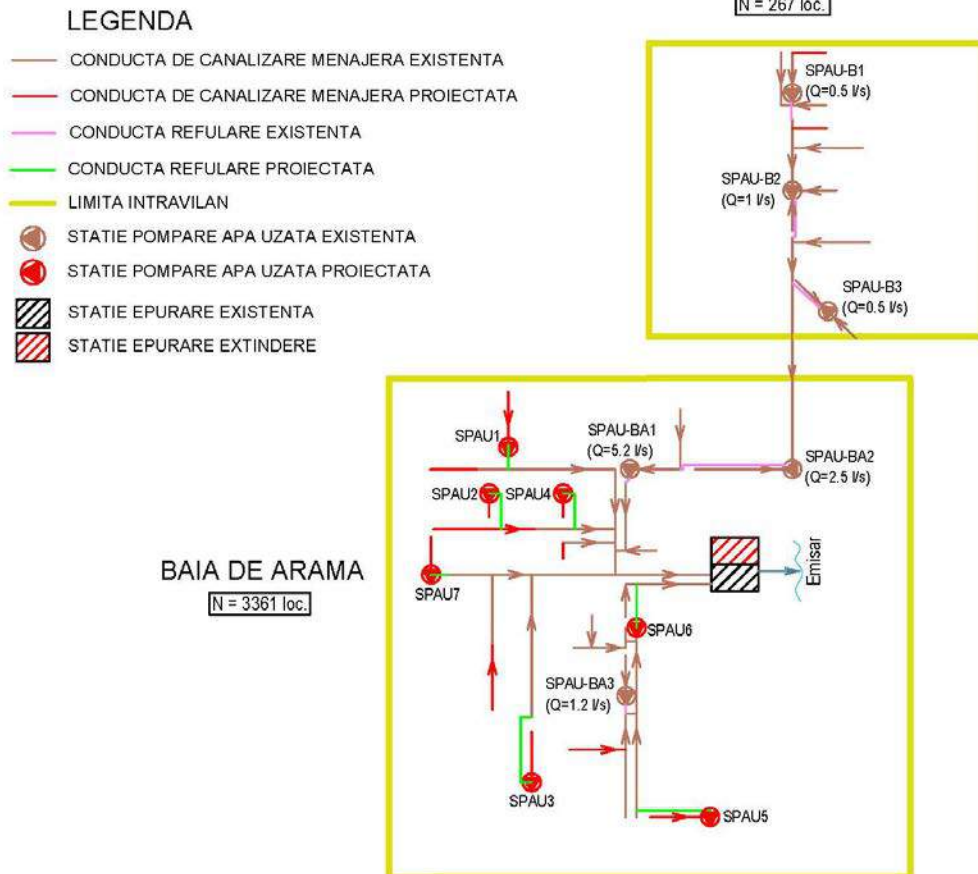 LEGENDA
CONDUCTA DE CANALIZARE MENAJERA EXISTENTA
CONDUCTA DE CANALIZARE MENAJERA PROIECTATA
CONDUCTA REFULARE EXISTENTA
CONDUCTA REFULARE PROIECTATA
LIMITA INTRAVILAN
STATIE POMPARE APA UZATA EXISTENTA
STATIE POMPARE APA UZATA PROIECTATA
STATIE EPURARE EXISTENTA
STATIE EPURARE EXTINDERE
N = 267 loc.
SPAU-B1
(Q=0.5 l/s)
SPAU-B2
(Q=1 l/s)
SPAU-B3
(Q=0.5 l/s)
SPAU1
SPAU-BA1
(Q=5.2 l/s)
SPAU-BA2
(Q=2.5 l/s)
SPAU2
SPAU4
Emisar
BAIA DE ARAMA
N = 3361 loc.
SPAU7
SPAU6
SPAU-BA3
(Q=1.2 l/s)
SPAU3
SPAU5